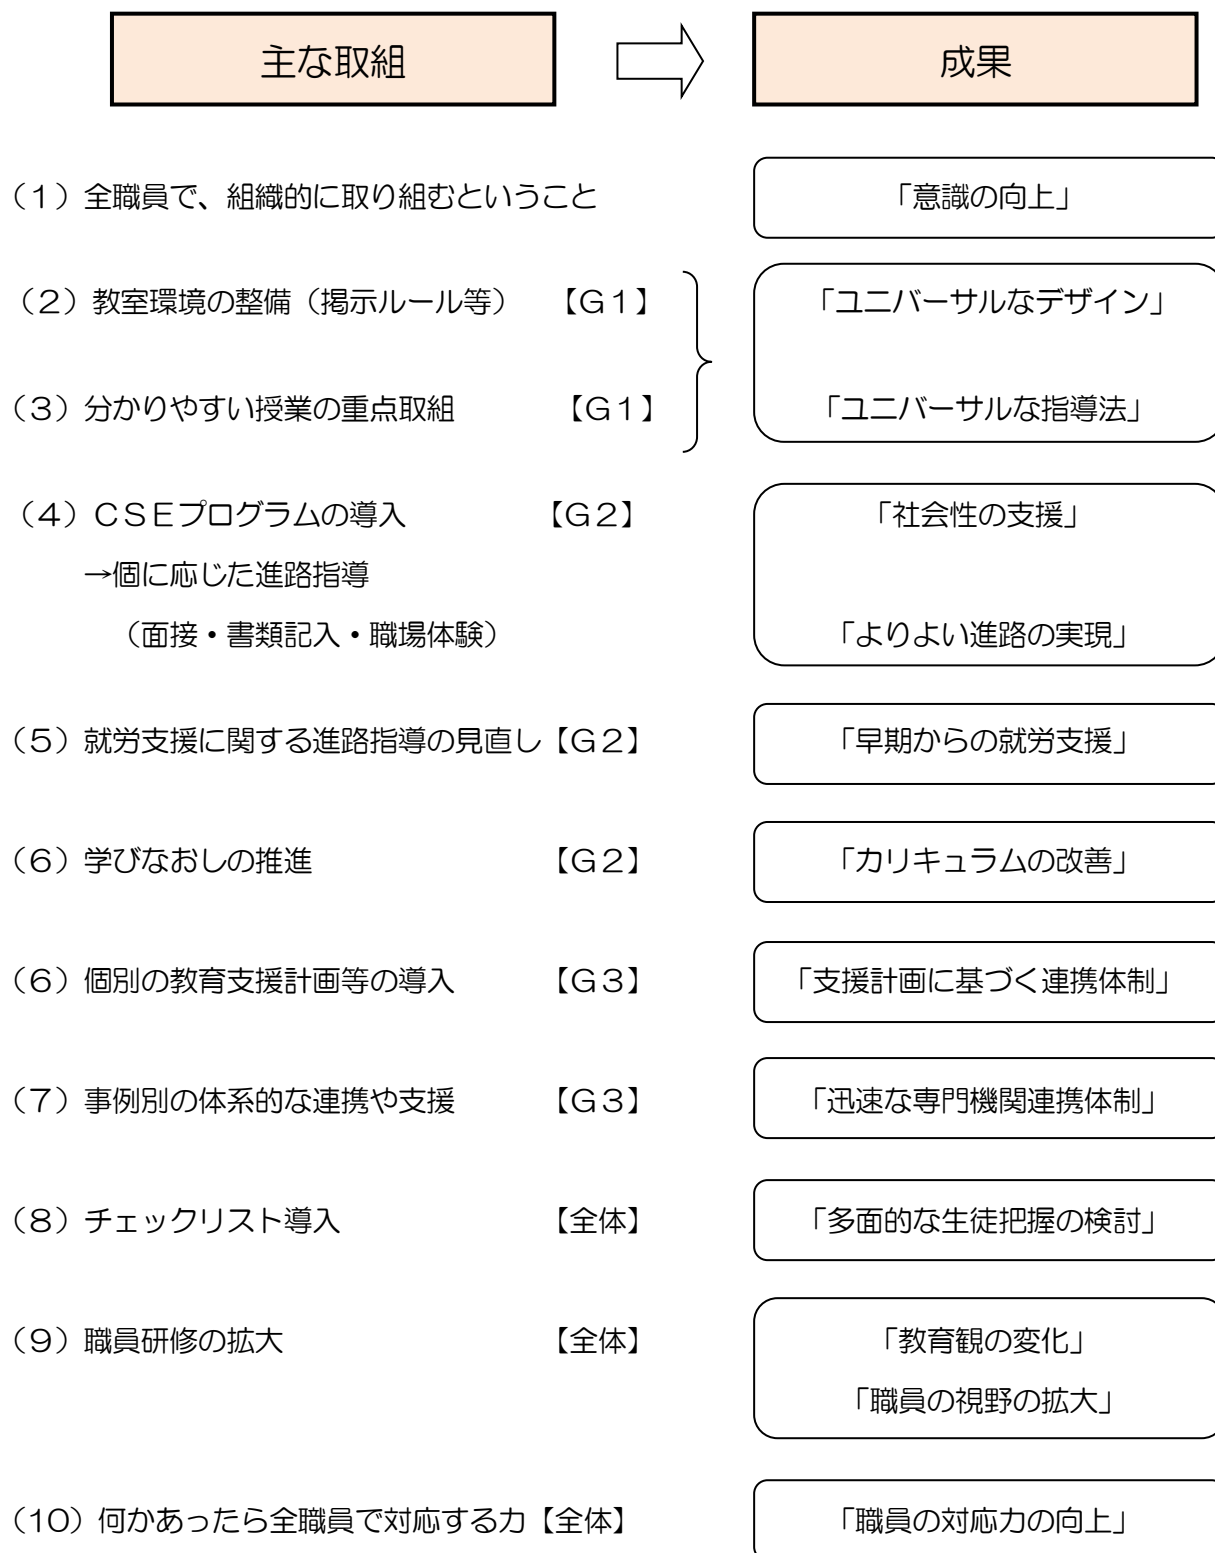 主な取組
成果
（１）全職員で、組織的に取り組むということ
「意識の向上」
（２）教室環境の整備（掲示ルール等）　【Ｇ１】
「ユニバーサルなデザイン」
（３）分かりやすい授業の重点取組　【Ｇ１】
「ユニバーサルな指導法」
（４）ＣＳＥプログラムの導入　【Ｇ２】
「社会性の支援」
→個に応じた進路指導
（面接・書類記入・職場体験）
「よりよい進路の実現」
（５）就労支援に関する進路指導の見直し【Ｇ２】
「早期からの就労支援」
（６）学びなおしの推進　【Ｇ２】
「カリキュラムの改善」
（６）個別の教育支援計画等の導入　【Ｇ３】
「支援計画に基づく連携体制」
（７）事例別の体系的な連携や支援　【Ｇ３】
「迅速な専門機関連携体制」
（８）チェックリスト導入　【全体】
「多面的な生徒把握の検討」
（９）職員研修の拡大　【全体】
「教育観の変化」
「職員の視野の拡大」
（10）何かあったら全職員で対応する力【全体】
「職員の対応力の向上」